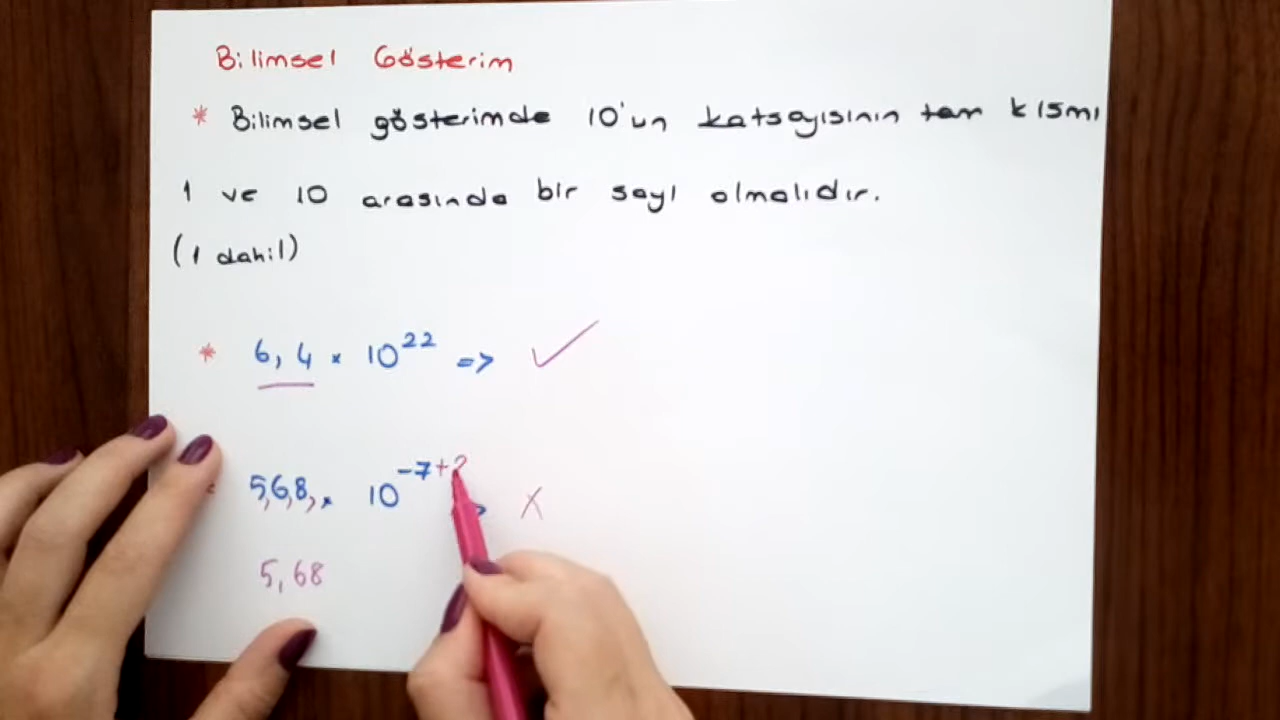 Bilimsel Gösterim
* Bilimsel gösterimde 10'un katsayısının tam kısmı
1 ve 10 arasında bir sayı olmalıdır.
(1 dahil)
* 6,4 × 10²² => ✓
5,6,8, × 10⁻⁷⁺² X
5,68